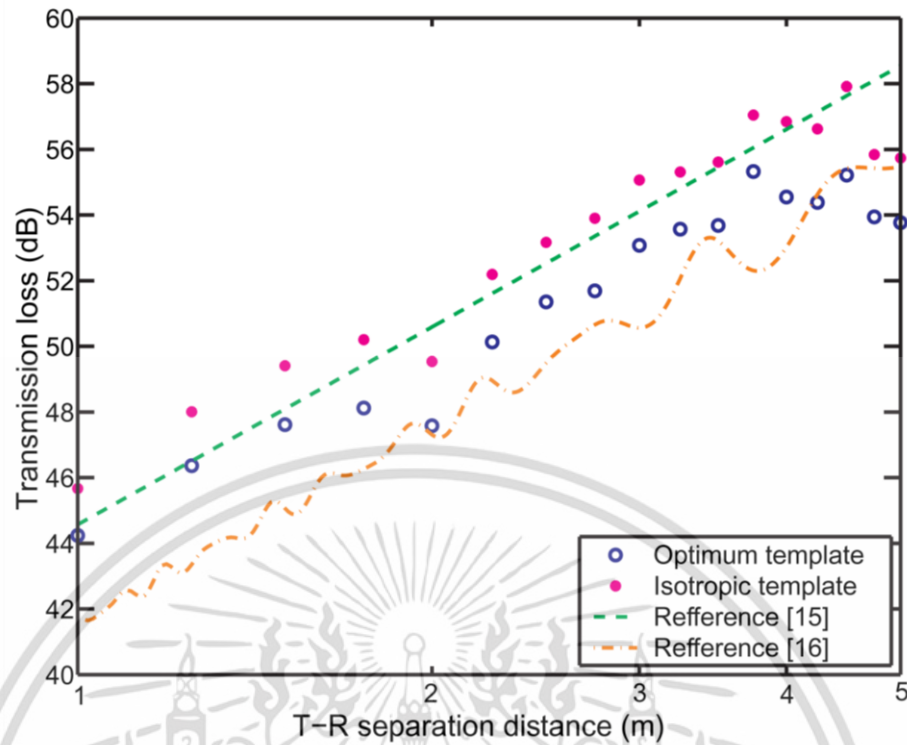 60
58
56
54
52
50
48
46
44
42
40
Transmission loss (dB)
Optimum template
Isotropic template
Refference [15]
Refference [16]
1
2
3
4
5
T−R separation distance (m)